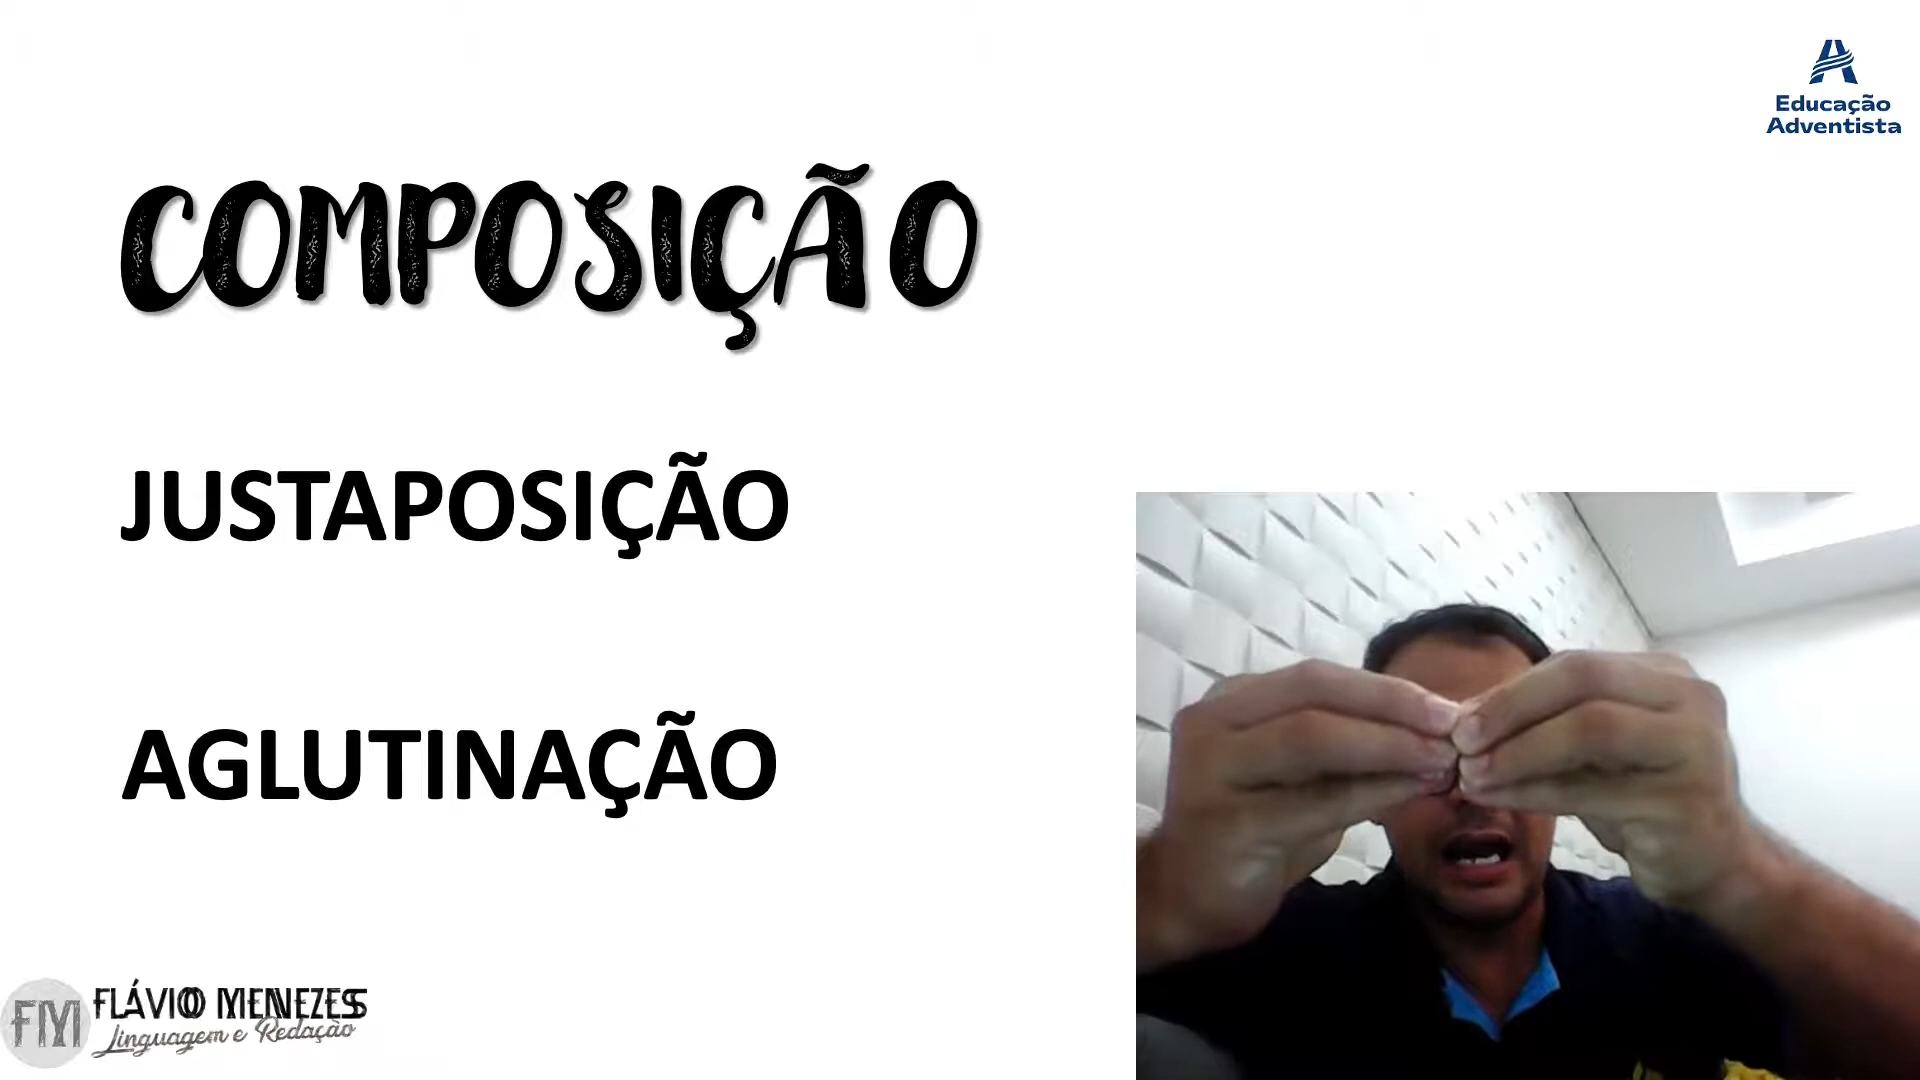 Educação
Adventista
COMPOSIÇÃO
JUSTAPOSIÇÃO
AGLUTINAÇÃO
FM
FLÁVIO MENEZES
Linguagem e Redação